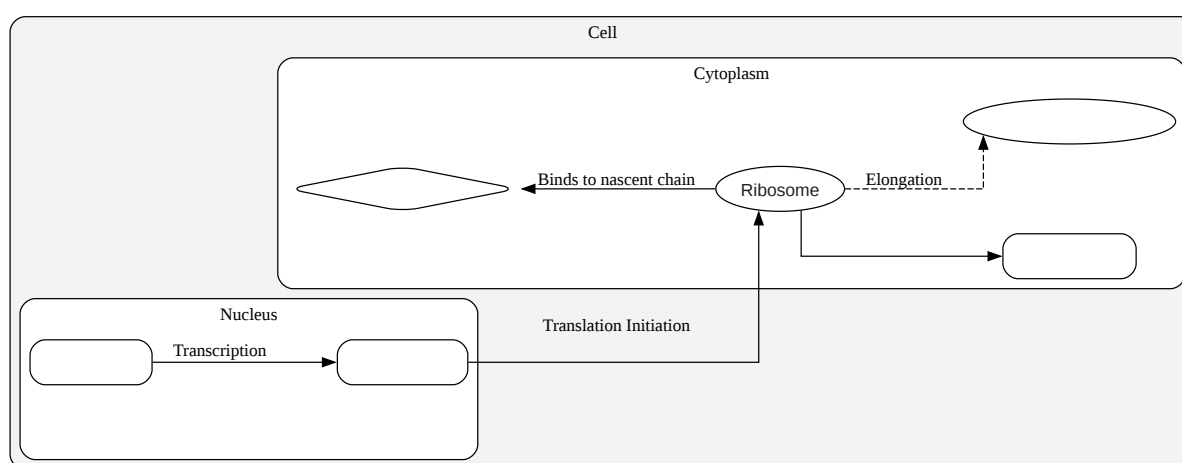 Cell
Cytoplasm
Binds to nascent chain
Ribosome
Elongation
Nucleus
Translation Initiation
Transcription